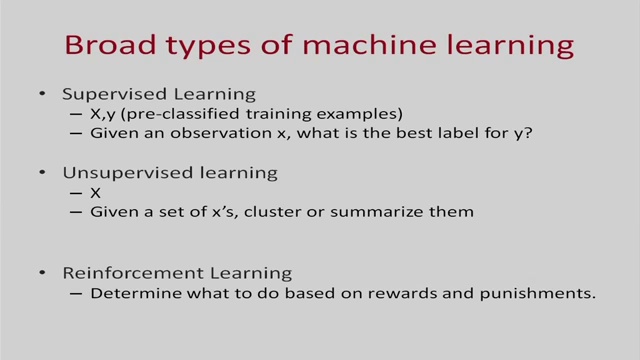 Broad types of machine learning
• Supervised Learning
– X,y (pre-classified training examples)
– Given an observation x, what is the best label for y?
• Unsupervised learning
– X
– Given a set of x’s, cluster or summarize them
• Reinforcement Learning
– Determine what to do based on rewards and punishments.